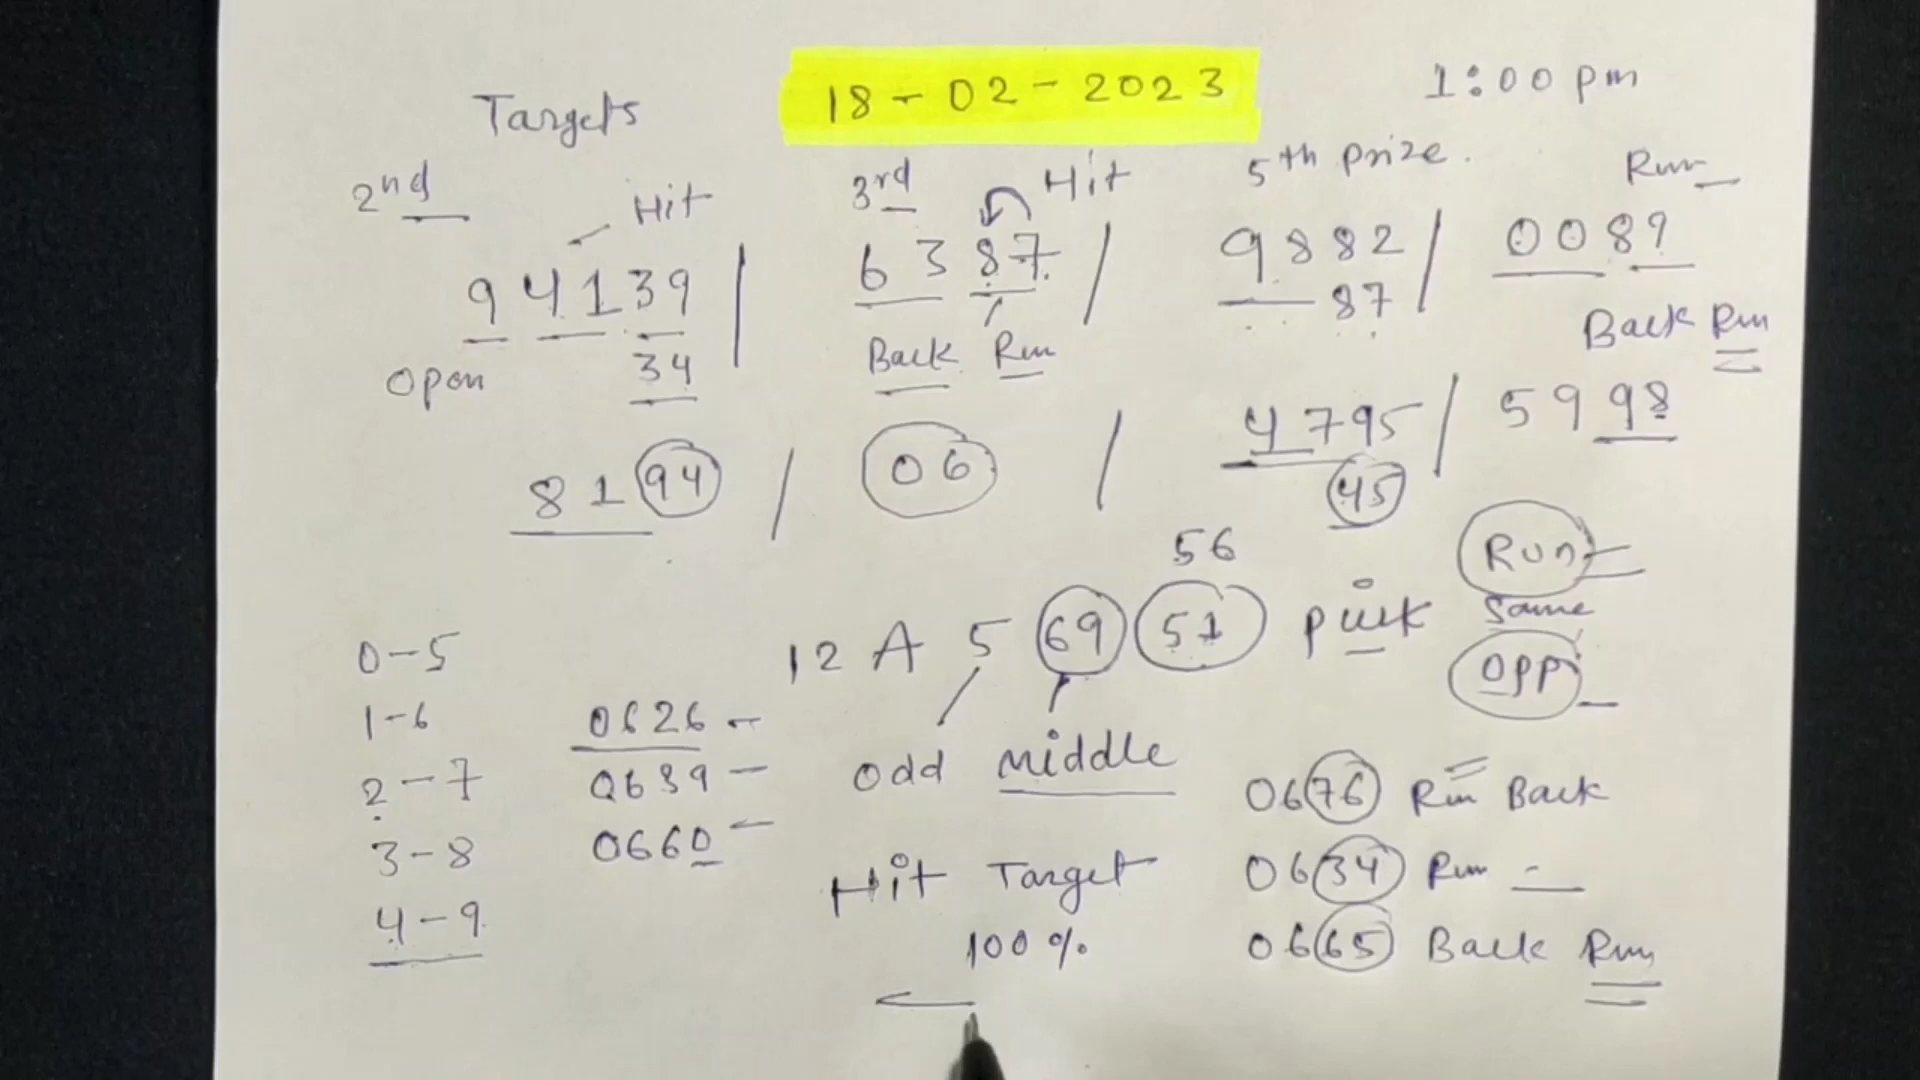 Targets 18-02-2023 1:00 pm
2nd Hit 3rd Hit 5th prize. Run
94139 / 6387 / 9882 / 0089
87
open 34 Back Run Back Run
8194 / 06 / 4795 / 5998
45
56 Run
12A 5 69 51 Same
0-5 opp
1-6 0626
odd middle
2-7 0639 0676 Run Back
3-8 0660 Hit Target 0634 Run
4-9 100% 0665 Back Run